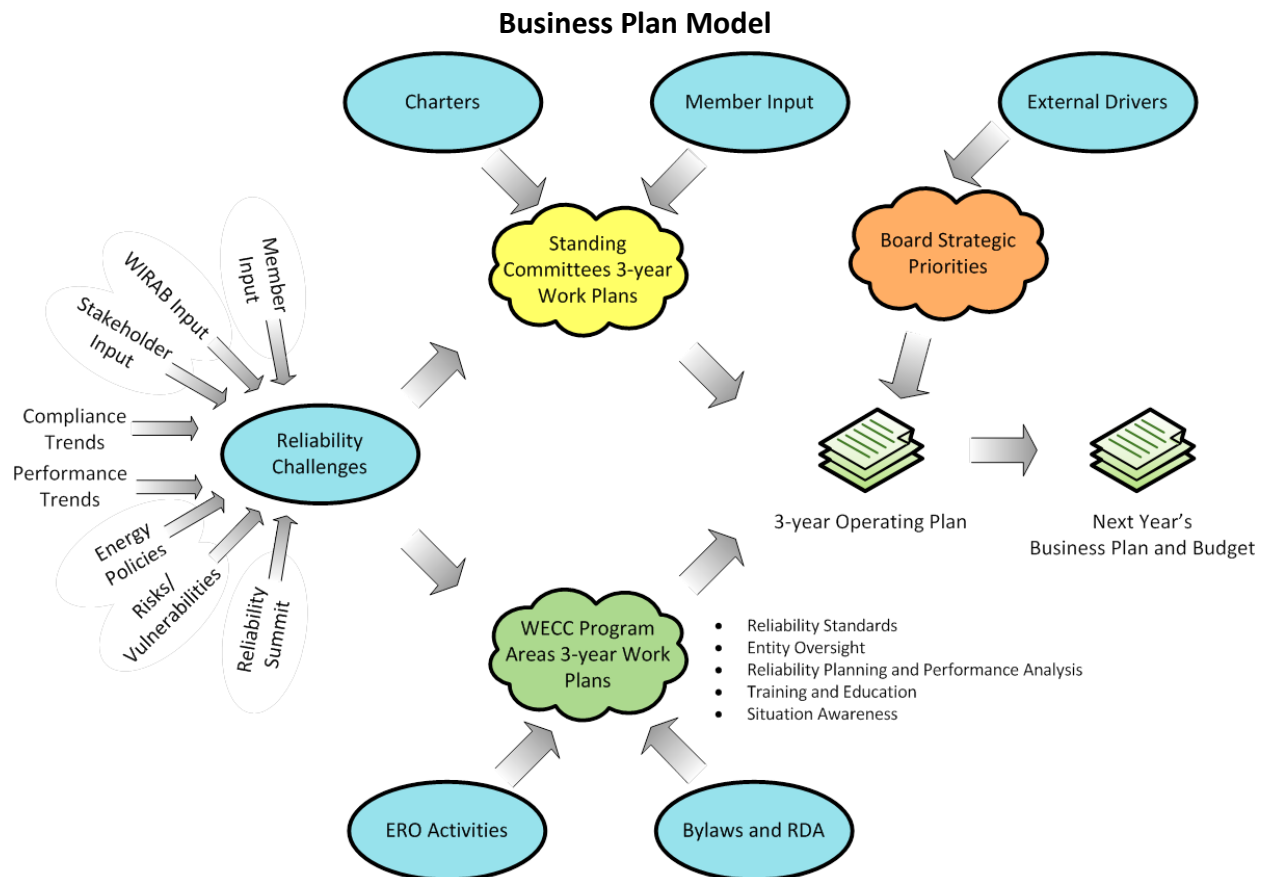 Business Plan Model
Charters
Member Input
External Drivers
Standing
Committees 3-year
Work Plans
Board Strategic
Priorities
Member
Input
WIRAB Input
Stakeholder
Input
Compliance
Trends
Performance
Trends
Energy
Policies
Risks/
Vulnerabilities
Reliability
Summit
Reliability
Challenges
3-year Operating Plan
Next Year’s
Business Plan and Budget
WECC Program
Areas 3-year Work
Plans
• Reliability Standards
• Entity Oversight
• Reliability Planning and Performance Analysis
• Training and Education
• Situation Awareness
ERO Activities
Bylaws and RDA